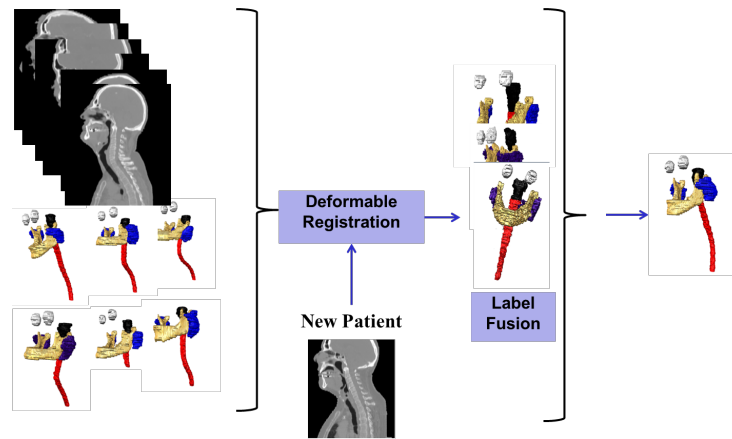 Deformable
Registration
New Patient
Label
Fusion